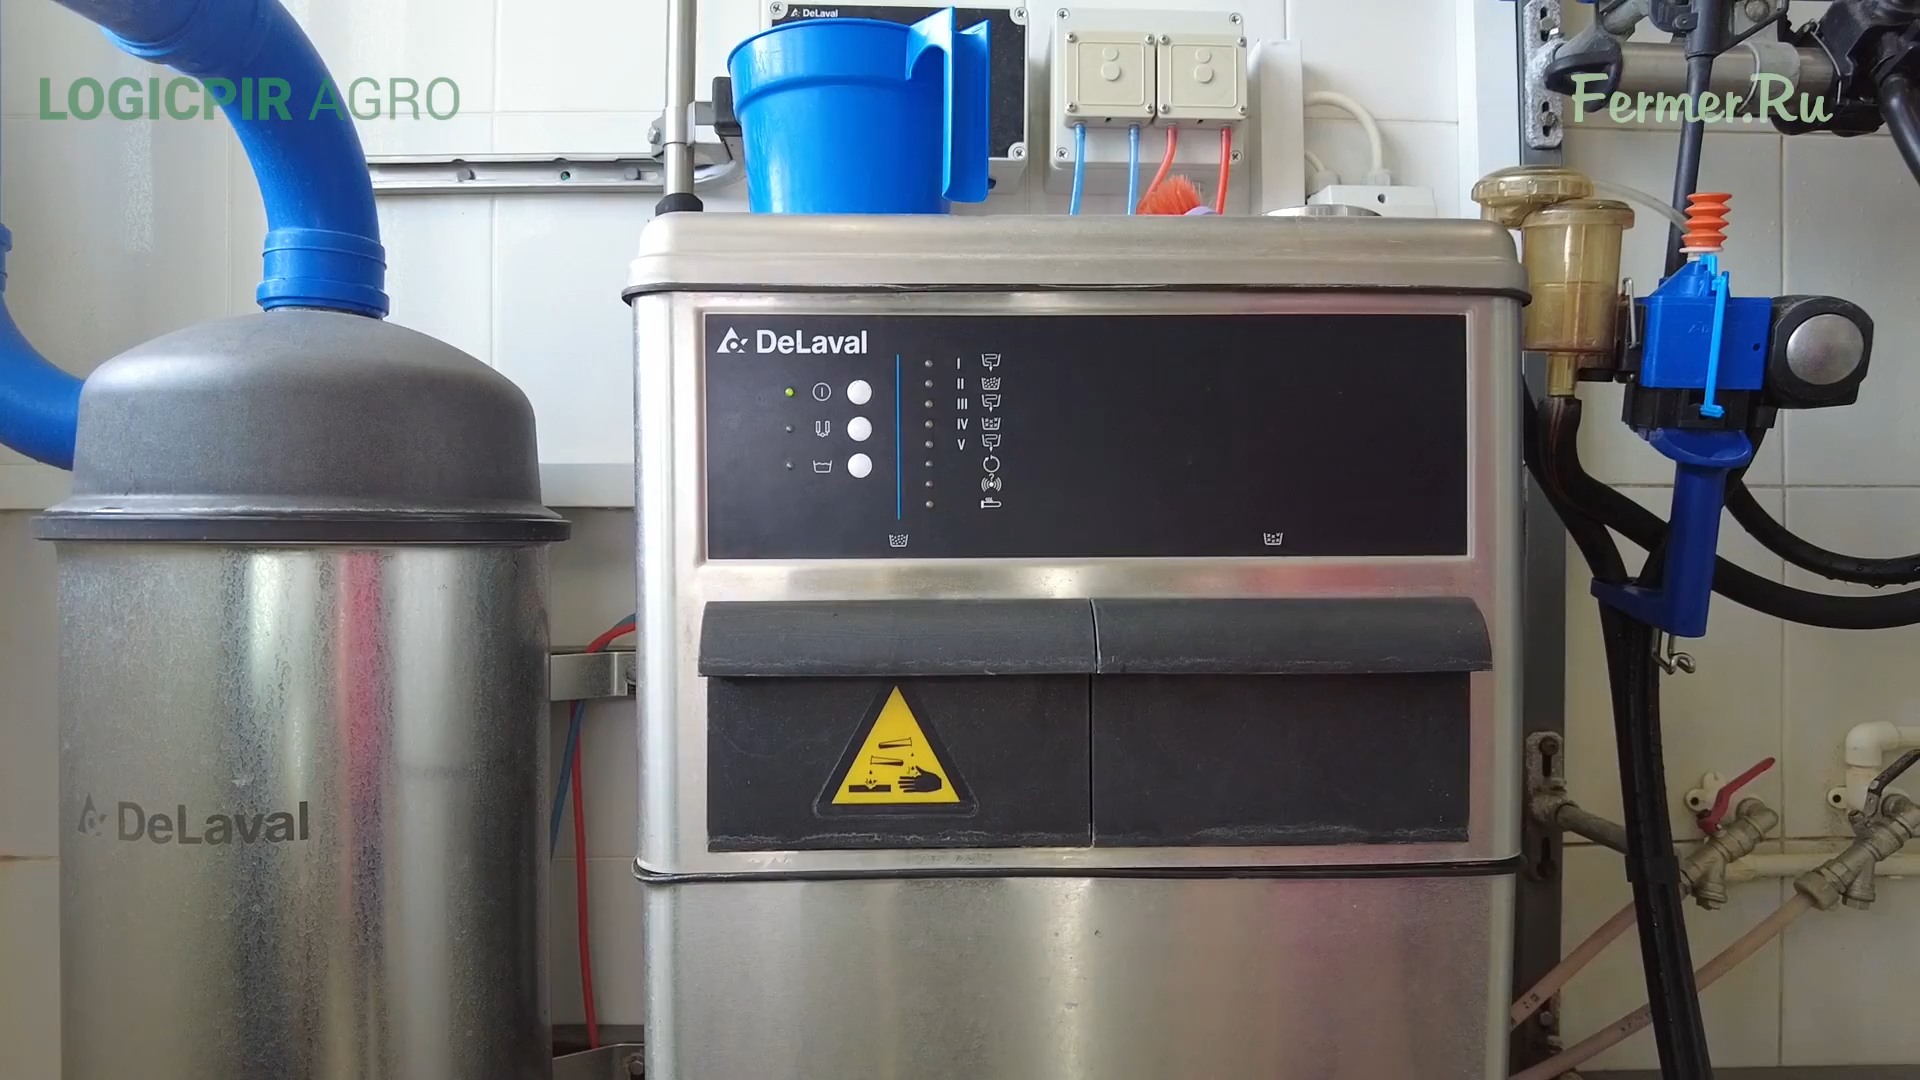 LOGICPIR AGRO
Fermer.Ru
DeLaval
DeLaval
I
II
III
IV
V
DeLaval